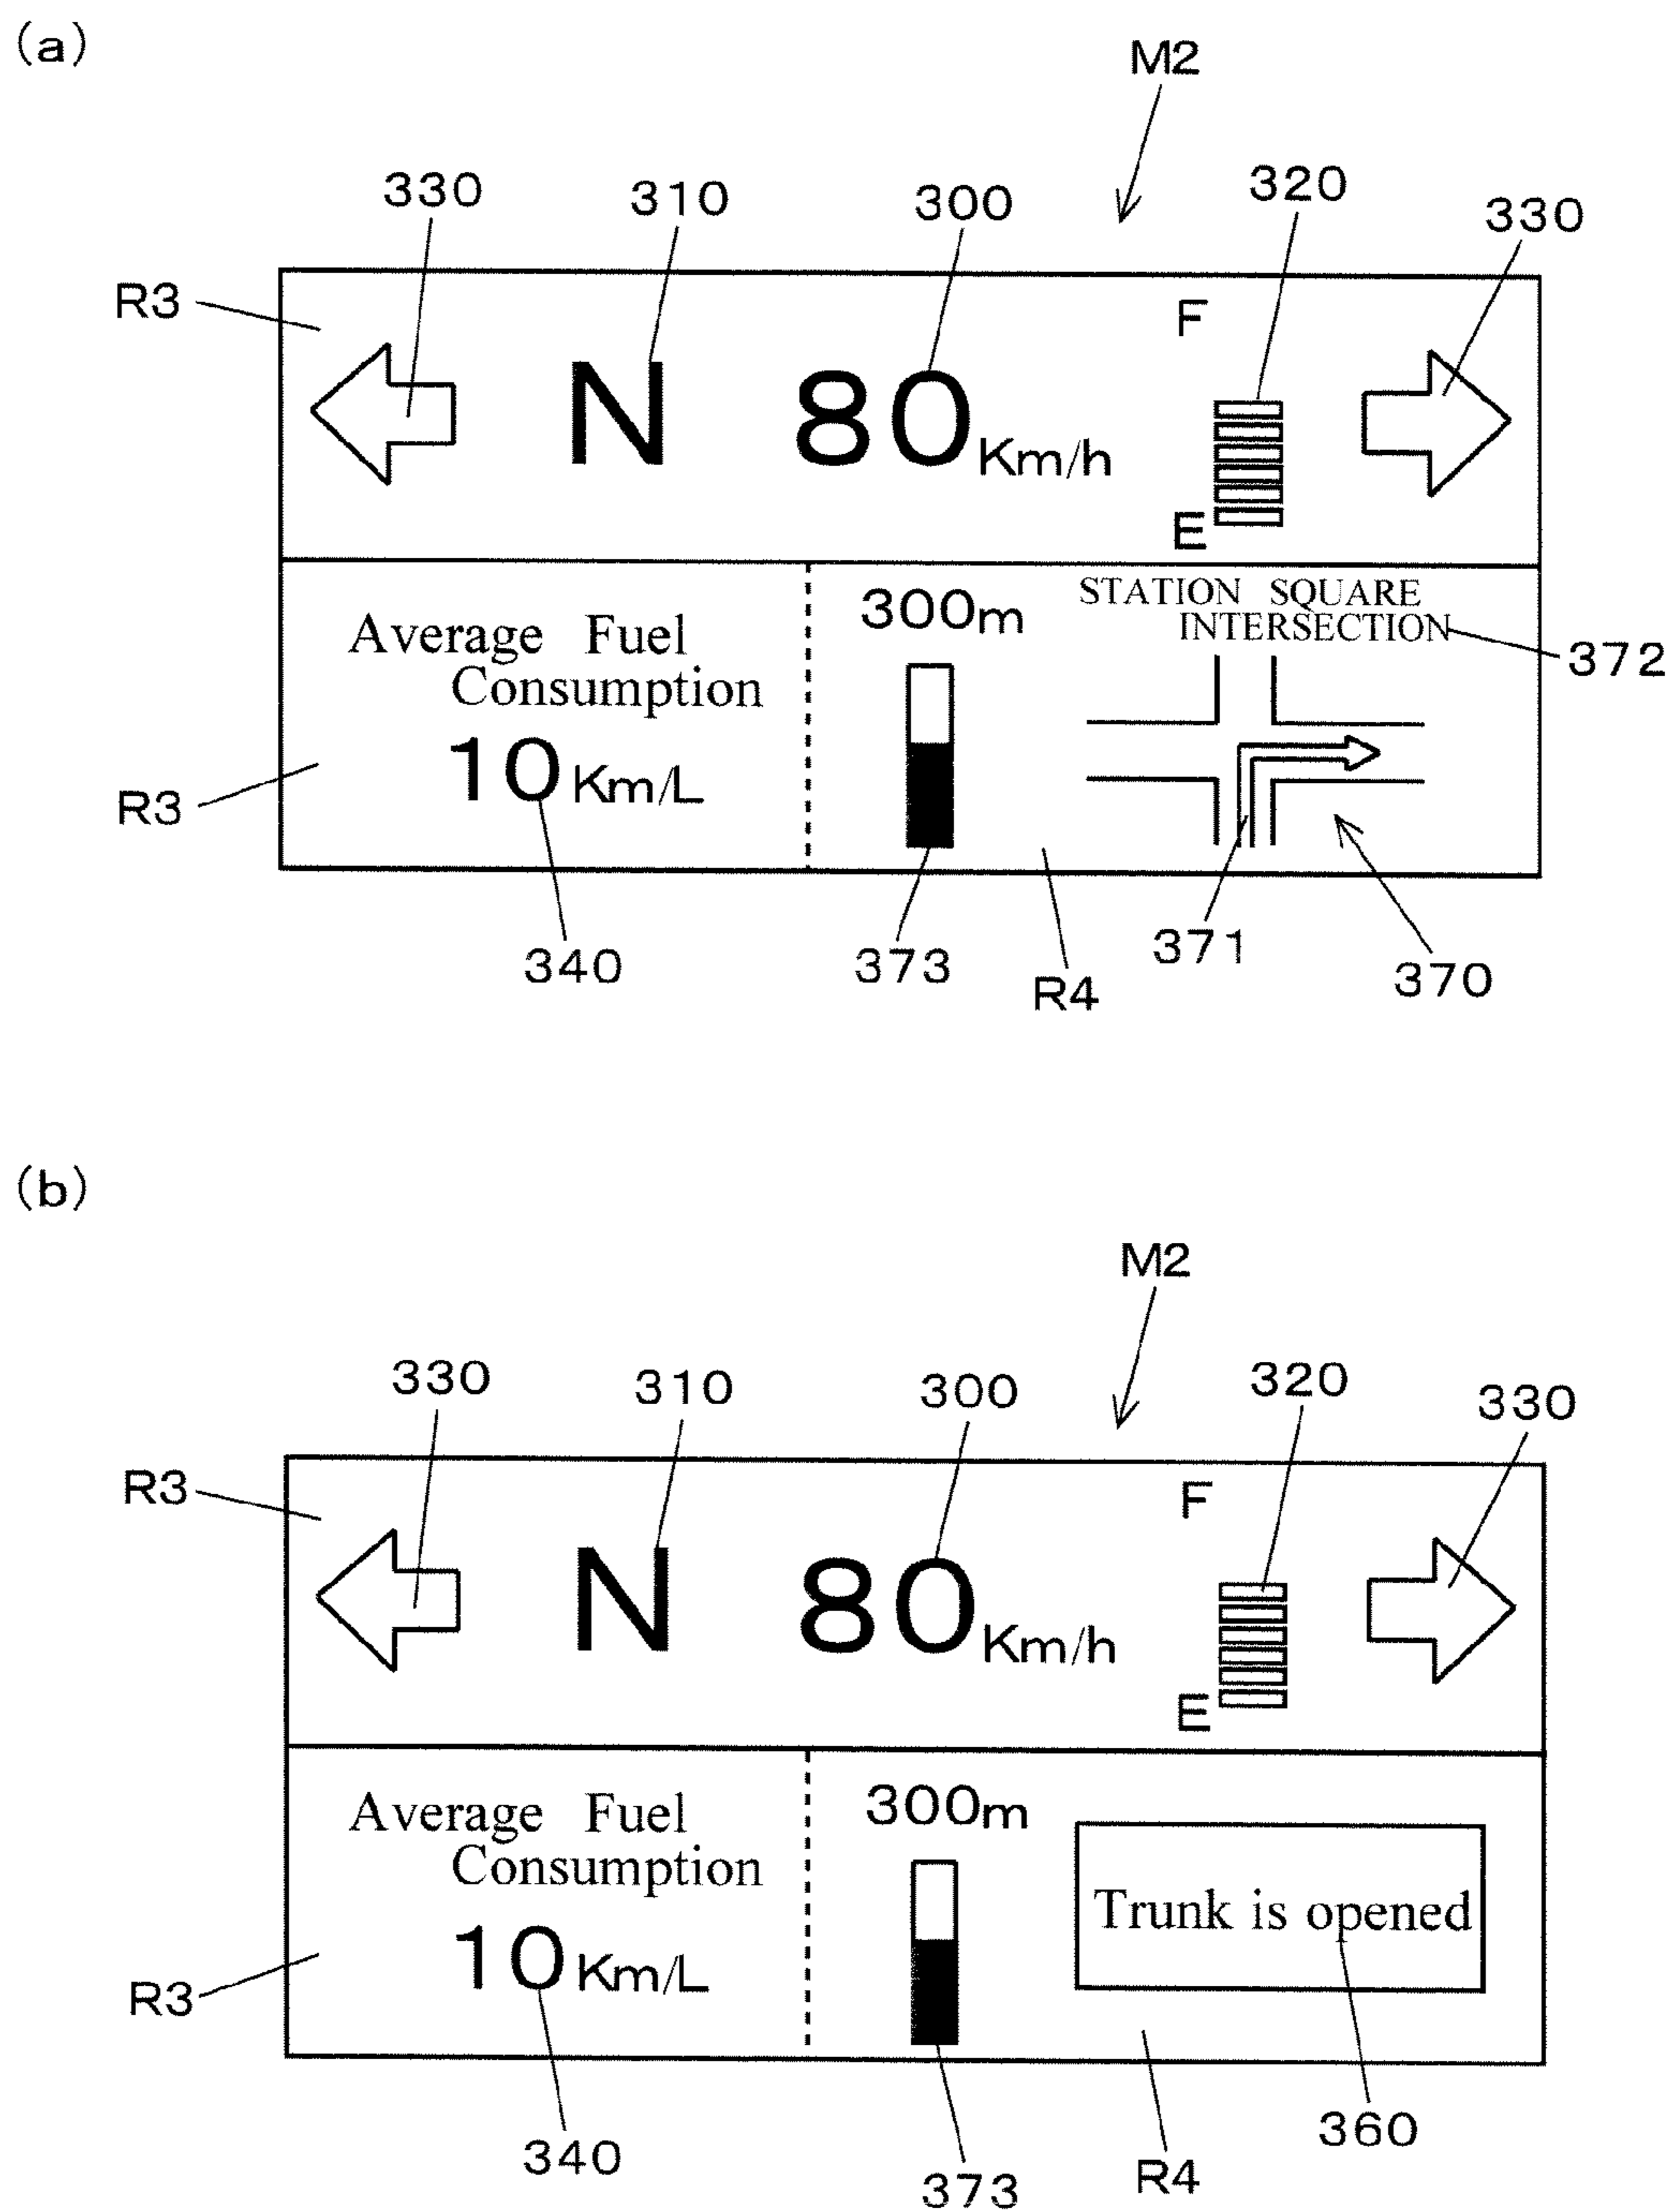 (a)
M2
330
310
300
320
330
R3
F
N
80Km/h
E
Average Fuel
Consumption
10Km/L
300m
STATION SQUARE
INTERSECTION
372
R3
340
373
R4
371
370
(b)
M2
330
310
300
320
330
R3
F
N
80Km/h
E
Average Fuel
Consumption
10Km/L
300m
Trunk is opened
R3
340
373
R4
360